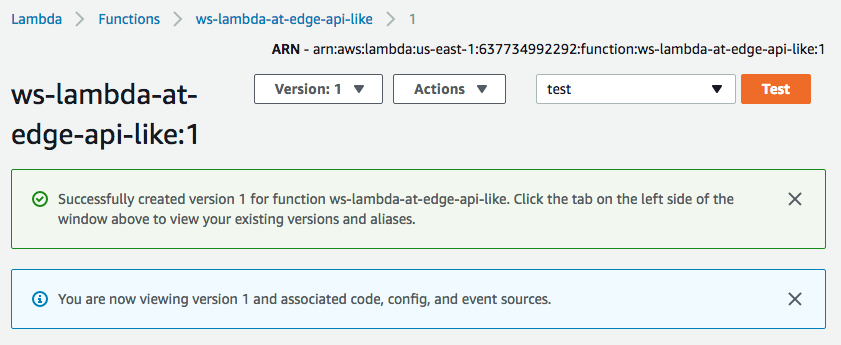 Lambda > Functions > ws-lambda-at-edge-api-like > 1
ARN - arn:aws:lambda:us-east-1:637734992292:function:ws-lambda-at-edge-api-like:1
ws-lambda-at-
edge-api-like:1
Version: 1
Actions
test
Test
Successfully created version 1 for function ws-lambda-at-edge-api-like. Click the tab on the left side of the
window above to view your existing versions and aliases.
You are now viewing version 1 and associated code, config, and event sources.